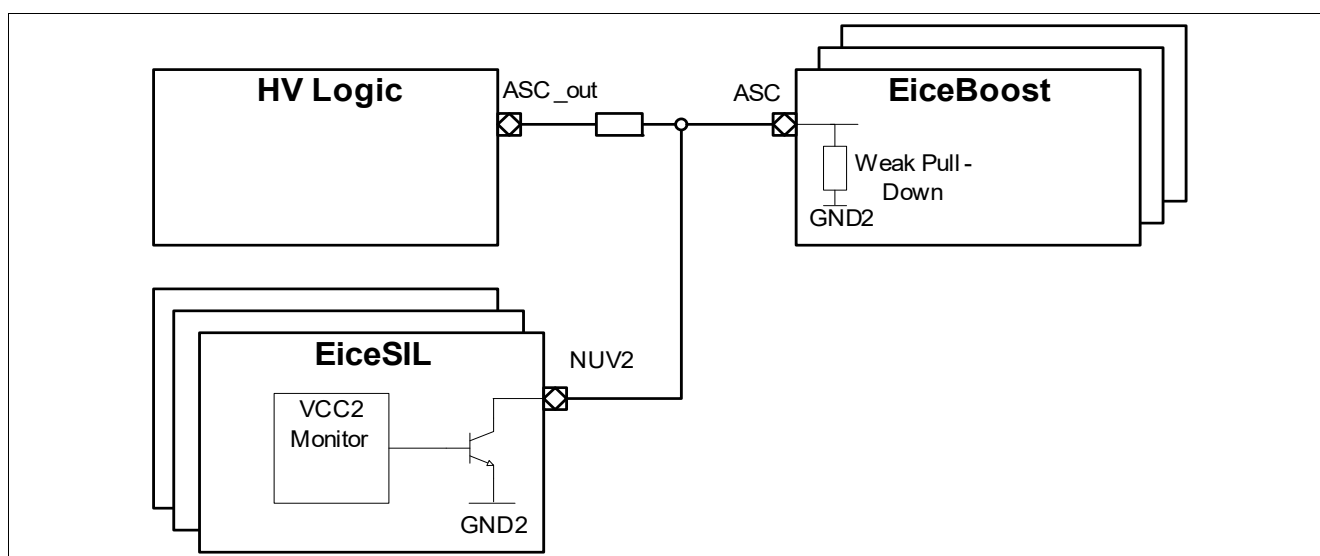 HV Logic
ASC_out
ASC
EiceBoost
Weak Pull -
Down
GND2
EiceSIL
NUV2
VCC2
Monitor
GND2